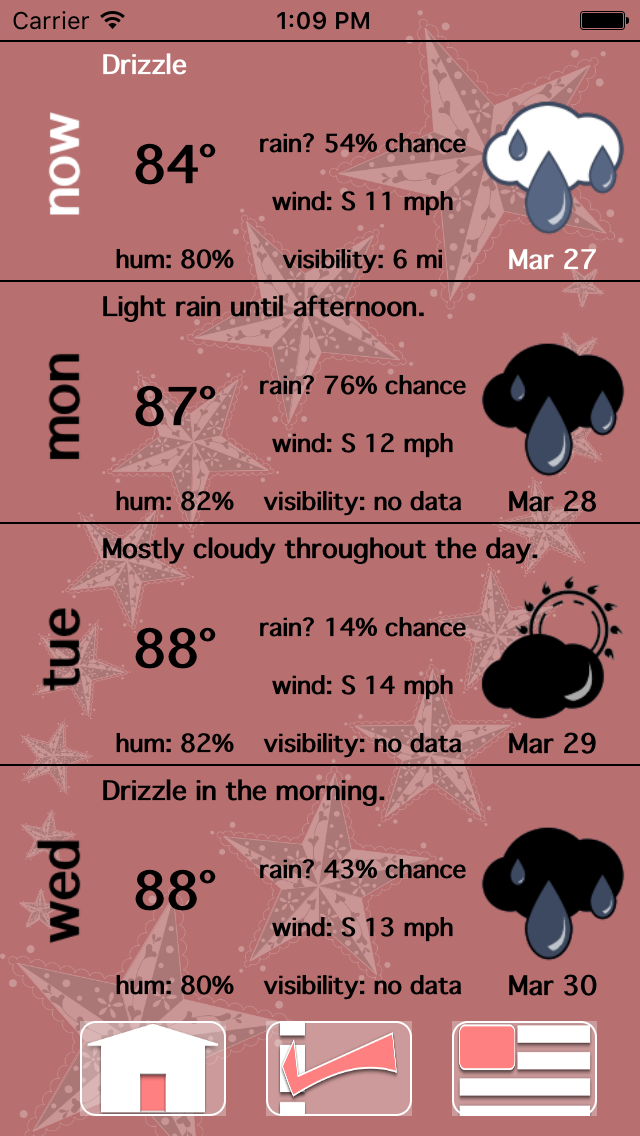 Carrier 1:09 PM
Drizzle
now
84° rain? 54% chance
wind: S 11 mph
hum: 80% visibility: 6 mi Mar 27
Light rain until afternoon.
mon
87° rain? 76% chance
wind: S 12 mph
hum: 82% visibility: no data Mar 28
Mostly cloudy throughout the day.
tue
88° rain? 14% chance
wind: S 14 mph
hum: 82% visibility: no data Mar 29
Drizzle in the morning.
wed
88° rain? 43% chance
wind: S 13 mph
hum: 80% visibility: no data Mar 30